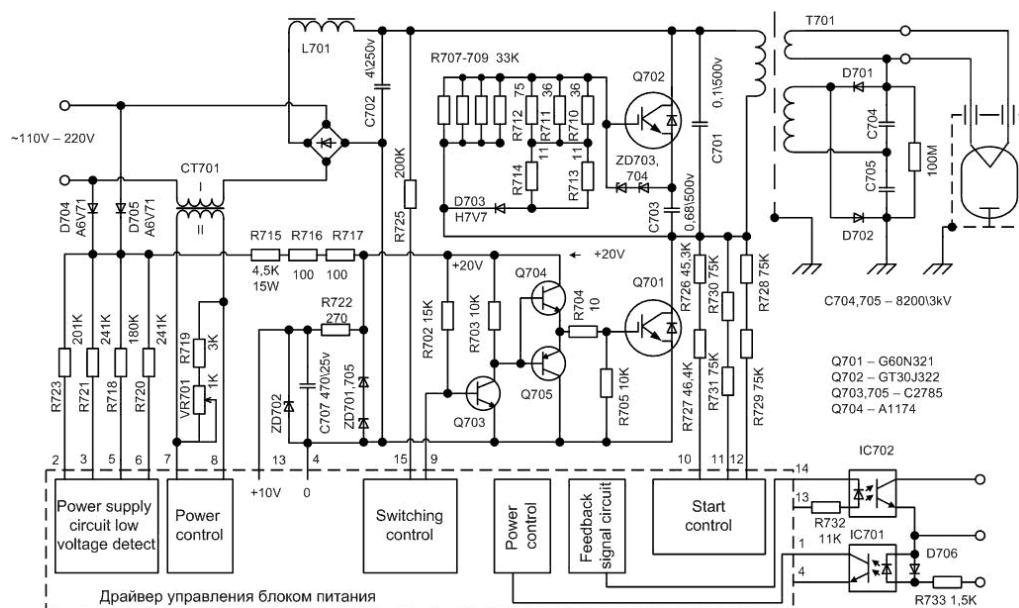 L701
R707-709 33K
T701
4\250v
C702
Q702
0,1\500v
D701
75
R712
36
R711
36
R710
~110V – 220V
C701
C704
100M
CT701
I
II
200K
R725
11
R714
11
R713
ZD703,
704
C705
D704
A6V71
D705
A6V71
D703
H7V7
C703
0,68\500v
D702
R715
R716
R717
4,5K
15W
100
100
+20V
Q704
+20V
R704
10
Q701
R726 45,3K
R730 75K
R728 75K
C704,705 – 8200\3kV
R722
270
R702 15K
R703 10K
201K
241K
180K
241K
R719
3K
VR701
1K
R723
R721
R718
R720
ZD702
C707 470\25v
ZD701,705
Q703
Q705
R705 10K
R727 46,4K
R731 75K
R729 75K
Q701 – G60N321
Q702 – GT30J322
Q703,705 – C2785
Q704 – A1174
2
3
5
6
7
8
13
4
15
9
10
11
12
14
IC702
+10V
0
Power supply
circuit low
voltage detect
Power
control
Switching
control
Power
control
Feedback
signal circuit
Start
control
13
R732
11K
IC701
1
D706
4
R733 1,5K
Драйвер управления блоком питания